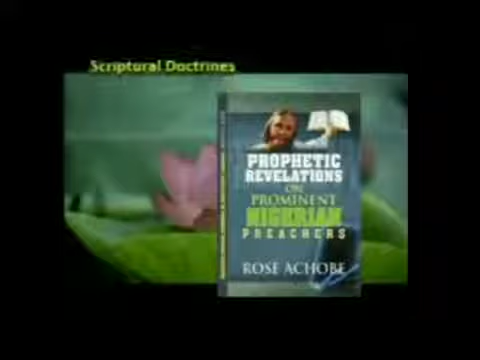 Scriptural Doctrines
PROPHETIC
REVELATIONS
ON
PROMINENT
NIGERIAN
PREACHERS
ROSE ACHOBE